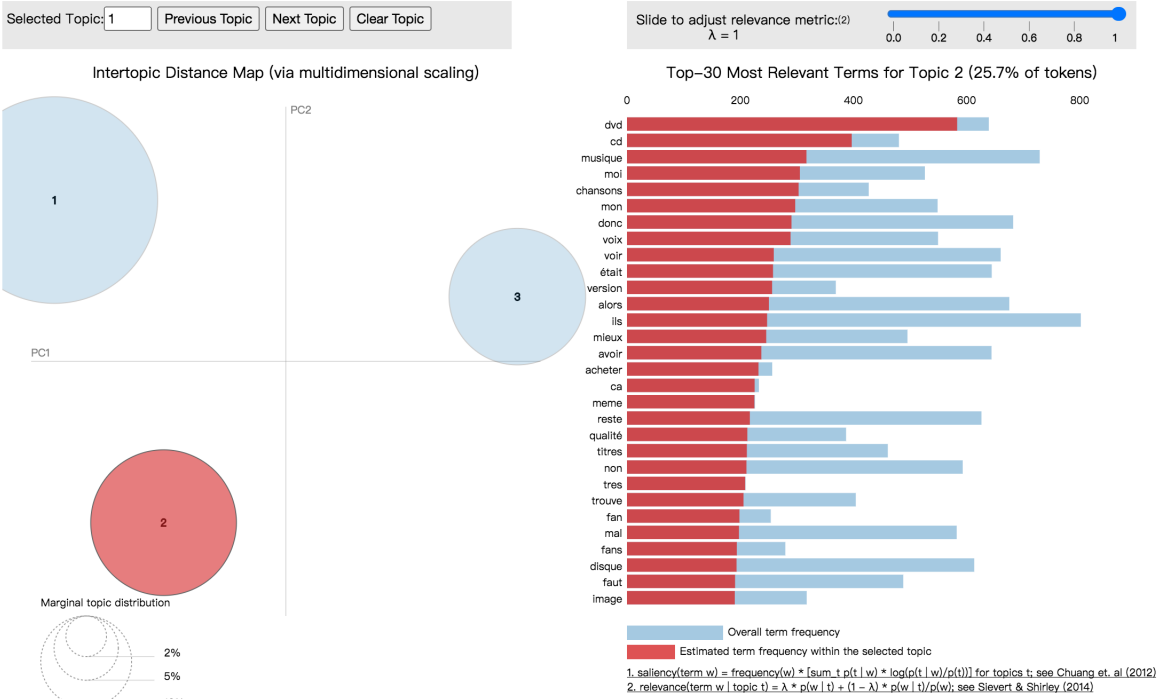 Selected Topic: 1 Previous Topic Next Topic Clear Topic
Slide to adjust relevance metric:(2)
λ = 1
0.0 0.2 0.4 0.6 0.8 1
Intertopic Distance Map (via multidimensional scaling)
PC2
PC1
1
3
2
Marginal topic distribution
2%
5%
Top-30 Most Relevant Terms for Topic 2 (25.7% of tokens)
0 200 400 600 800
dvd
cd
musique
moi
chansons
mon
donc
voix
voir
était
version
alors
ils
mieux
avoir
acheter
ca
meme
reste
qualité
titres
non
tres
trouve
fan
mal
fans
disque
faut
image
Overall term frequency
Estimated term frequency within the selected topic
1. saliency(term w) = frequency(w) * [sum_t p(t | w) * log(p(t | w)/p(t))] for topics t; see Chuang et. al (2012)
2. relevance(term w | topic t) = λ * p(w | t) + (1 - λ) * p(w | t)/p(w); see Sievert & Shirley (2014)